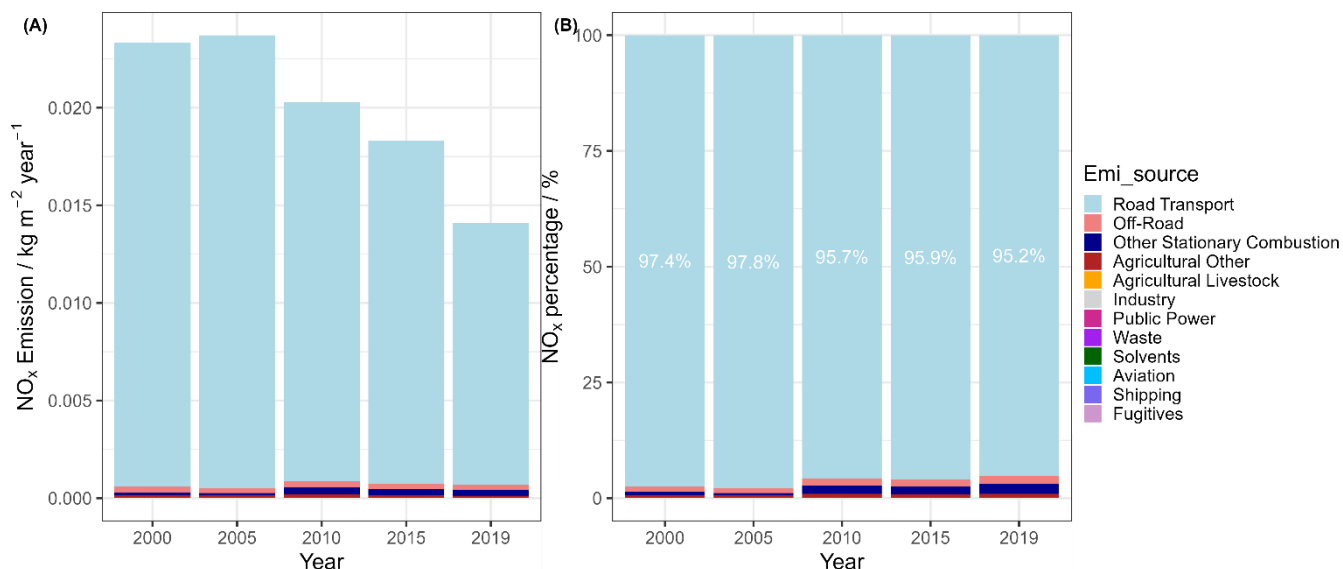 (A)
NOₓ Emission / kg m⁻² year⁻¹
0.020
0.015
0.010
0.005
0.000
2000 2005 2010 2015 2019
Year
(B)
NOₓ percentage / %
100
75
50
25
0
97.4% 97.8% 95.7% 95.9% 95.2%
2000 2005 2010 2015 2019
Year
Emi_source
Road Transport
Off-Road
Other Stationary Combustion
Agricultural Other
Agricultural Livestock
Industry
Public Power
Waste
Solvents
Aviation
Shipping
Fugitives